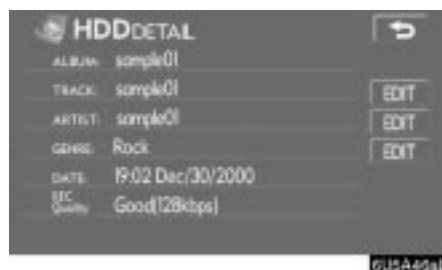 HDD DETAIL
ALBUM: sample01
TRACK: sample01 EDIT
ARTIST: sample01 EDIT
GENRE: Rock EDIT
DATE: 19:02 Dec/30/2000
REC Quality: Good(128kbps)